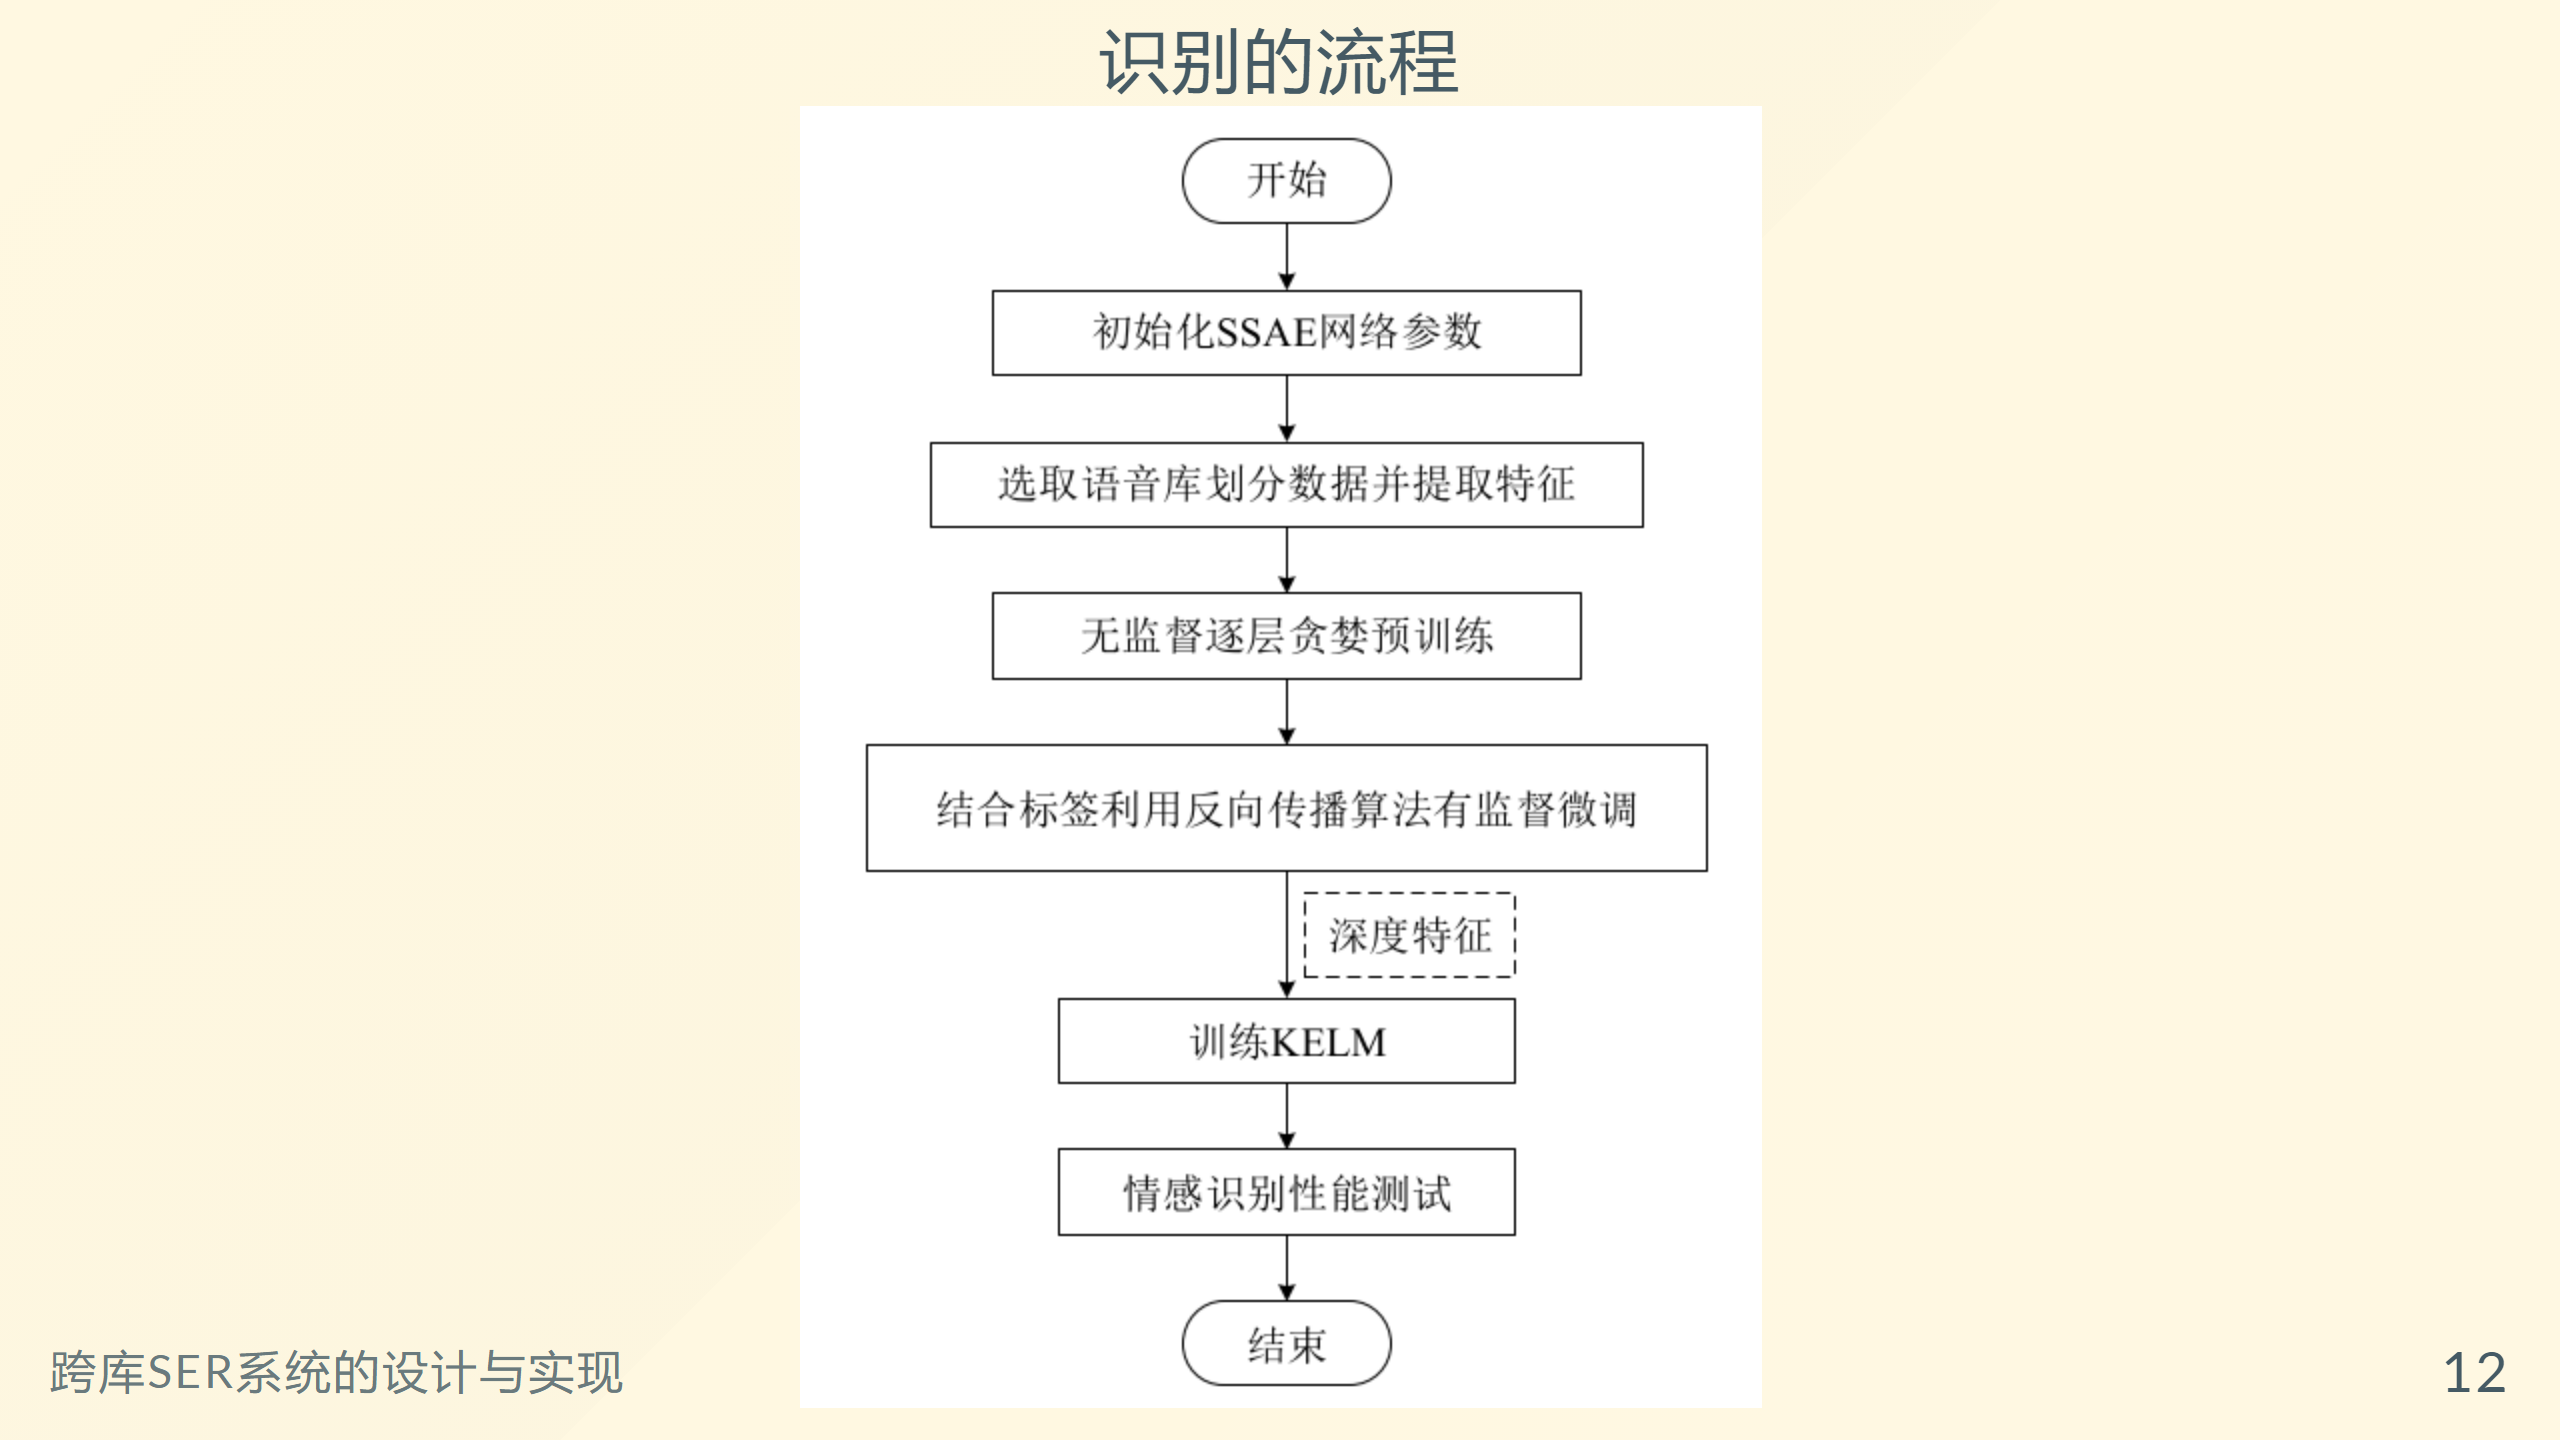 识别的流程
开始
初始化SSAE网络参数
选取语音库划分数据并提取特征
无监督逐层贪婪预训练
结合标签利用反向传播算法有监督微调
深度特征
训练KELM
情感识别性能测试
结束
跨库SER系统的设计与实现
12